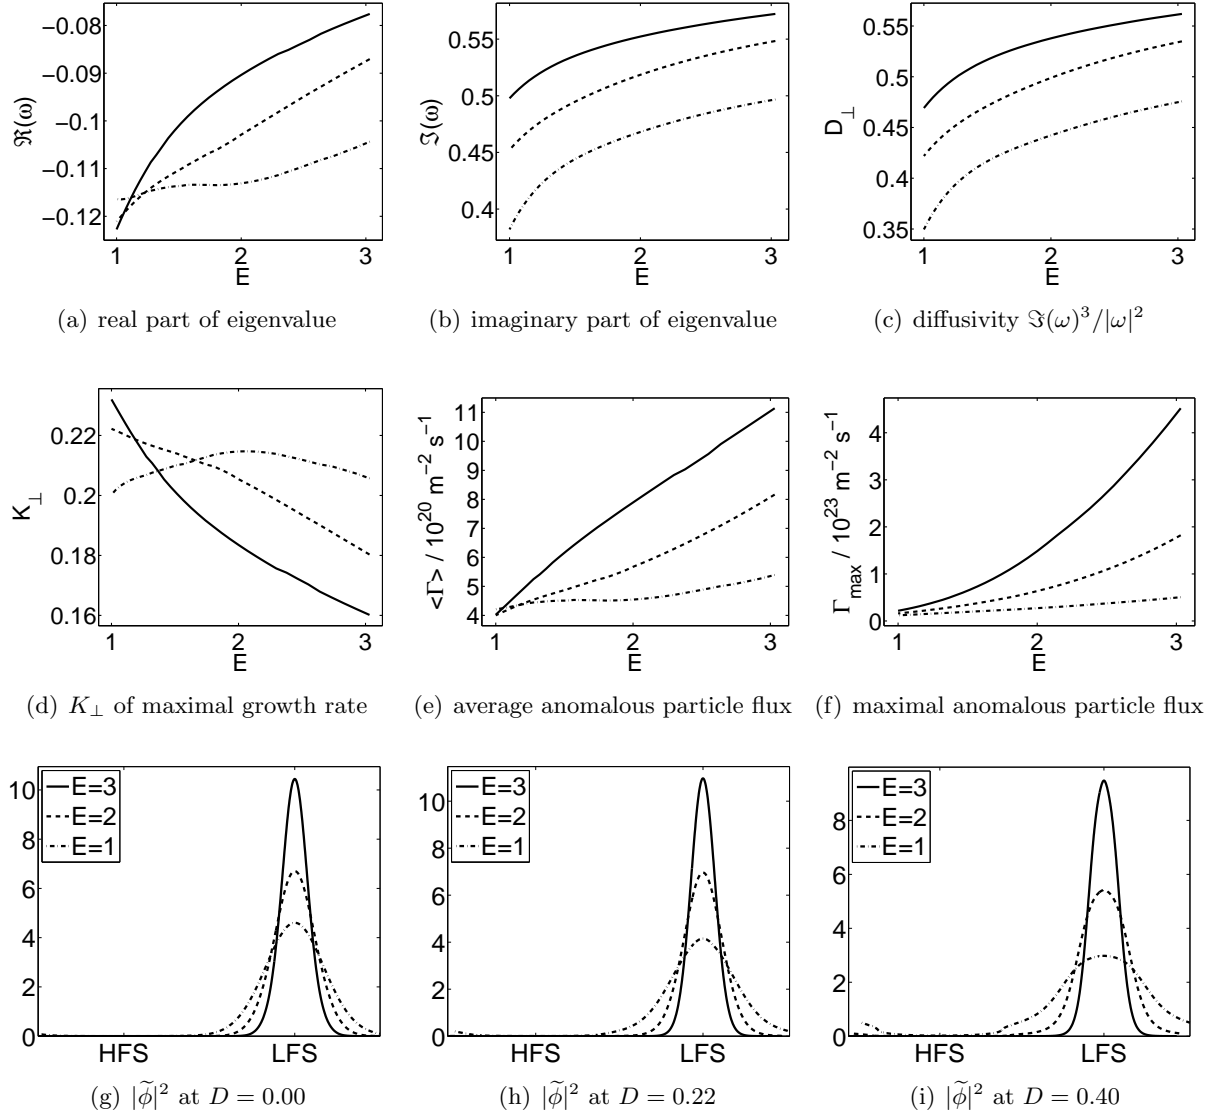 −0.08
−0.09
−0.1
−0.11
−0.12
ℜ(ω)
1 2 3
E
(a) real part of eigenvalue
0.55
0.5
0.45
0.4
ℑ(ω)
1 2 3
E
(b) imaginary part of eigenvalue
0.55
0.5
0.45
0.4
0.35
D⊥
1 2 3
E
(c) diffusivity ℑ(ω)³/|ω|²
0.22
0.2
0.18
0.16
K⊥
1 2 3
E
(d) K⊥ of maximal growth rate
11
10
9
8
7
6
5
4
<Γ> / 10²⁰ m⁻² s⁻¹
1 2 3
E
(e) average anomalous particle flux
4
3
2
1
0
Γmax / 10²³ m⁻² s⁻¹
1 2 3
E
(f) maximal anomalous particle flux
10
8
6
4
2
0
E=3
E=2
E=1
HFS LFS
(g) |ϕ̃|² at D = 0.00
10
8
6
4
2
0
E=3
E=2
E=1
HFS LFS
(h) |ϕ̃|² at D = 0.22
8
6
4
2
0
E=3
E=2
E=1
HFS LFS
(i) |ϕ̃|² at D = 0.40